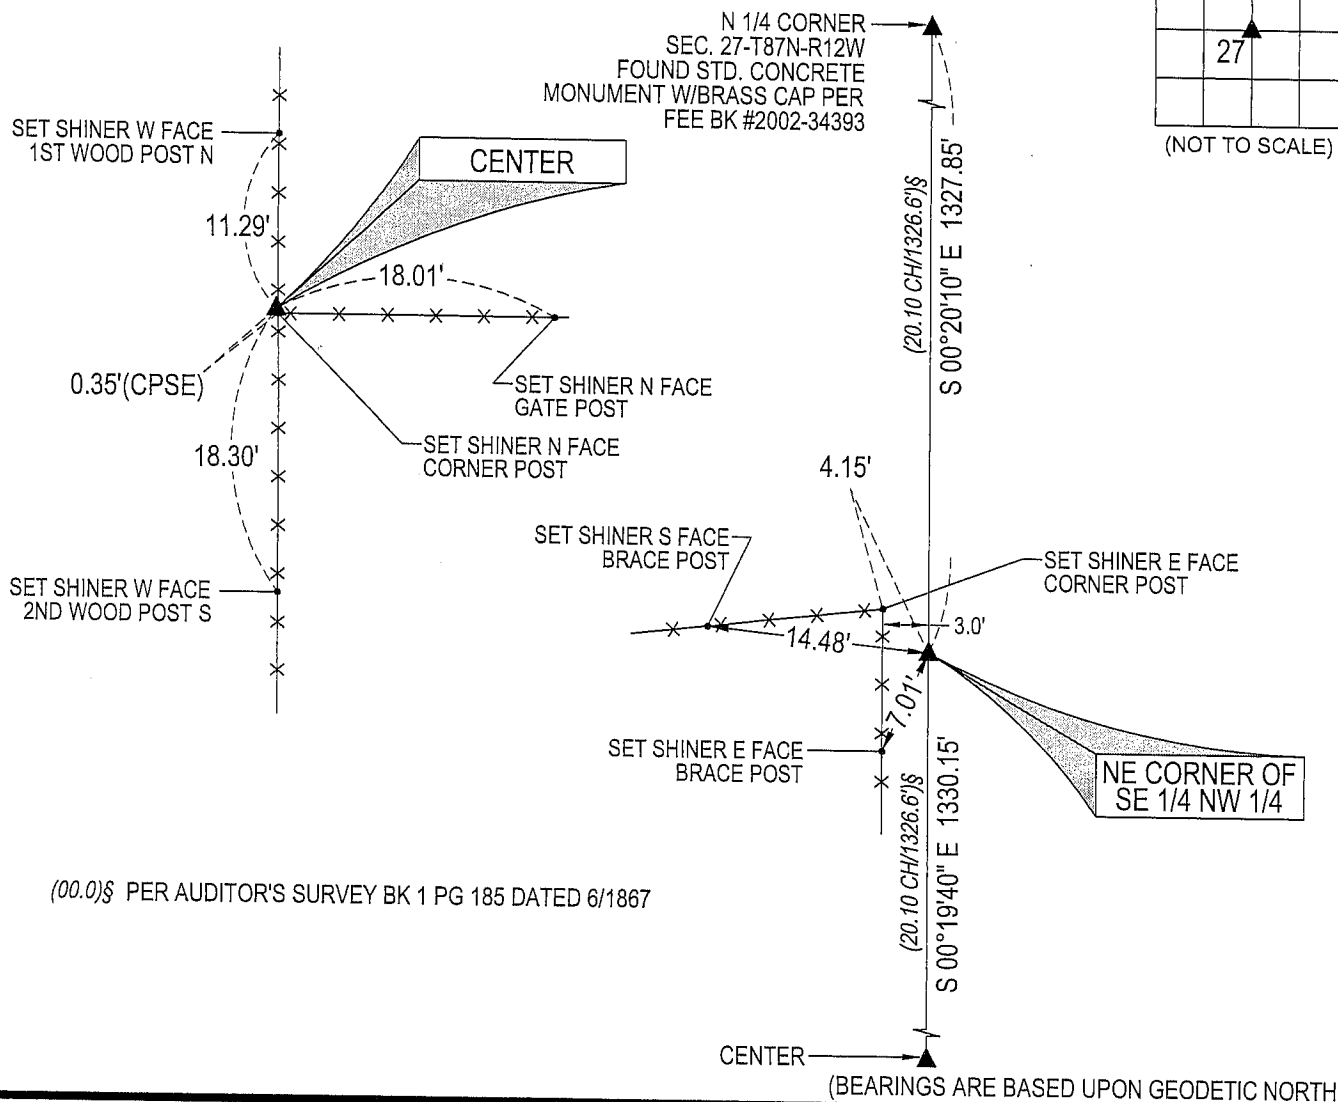 N 1/4 CORNER
SEC. 27-T87N-R12W
FOUND STD. CONCRETE
MONUMENT W/BRASS CAP PER
FEE BK #2002-34393
27
(NOT TO SCALE)
SET SHINER W FACE
1ST WOOD POST N
CENTER
11.29'
18.01'
0.35'(CPSE)
SET SHINER N FACE
GATE POST
SET SHINER N FACE
CORNER POST
18.30'
SET SHINER W FACE
2ND WOOD POST S
(20.10 CH/1326.6')§
S 00°20'10" E 1327.85'
4.15'
SET SHINER S FACE
BRACE POST
SET SHINER E FACE
CORNER POST
3.0'
14.48'
7.01'
SET SHINER E FACE
BRACE POST
NE CORNER OF
SE 1/4 NW 1/4
(20.10 CH/1326.6')§
S 00°19'40" E 1330.15'
(00.0)§ PER AUDITOR'S SURVEY BK 1 PG 185 DATED 6/1867
CENTER
(BEARINGS ARE BASED UPON GEODETIC NORTH